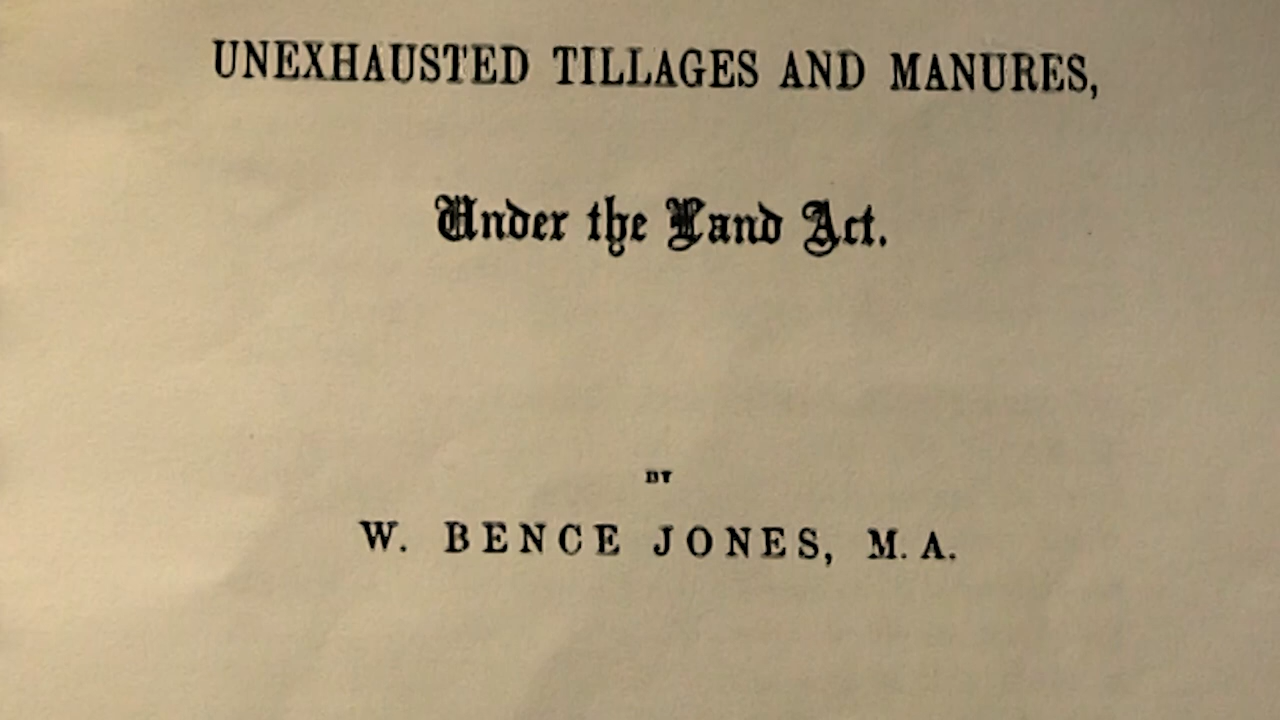 UNEXHAUSTED TILLAGES AND MANURES,
Under the Land Act.
BY
W. BENCE JONES, M. A.